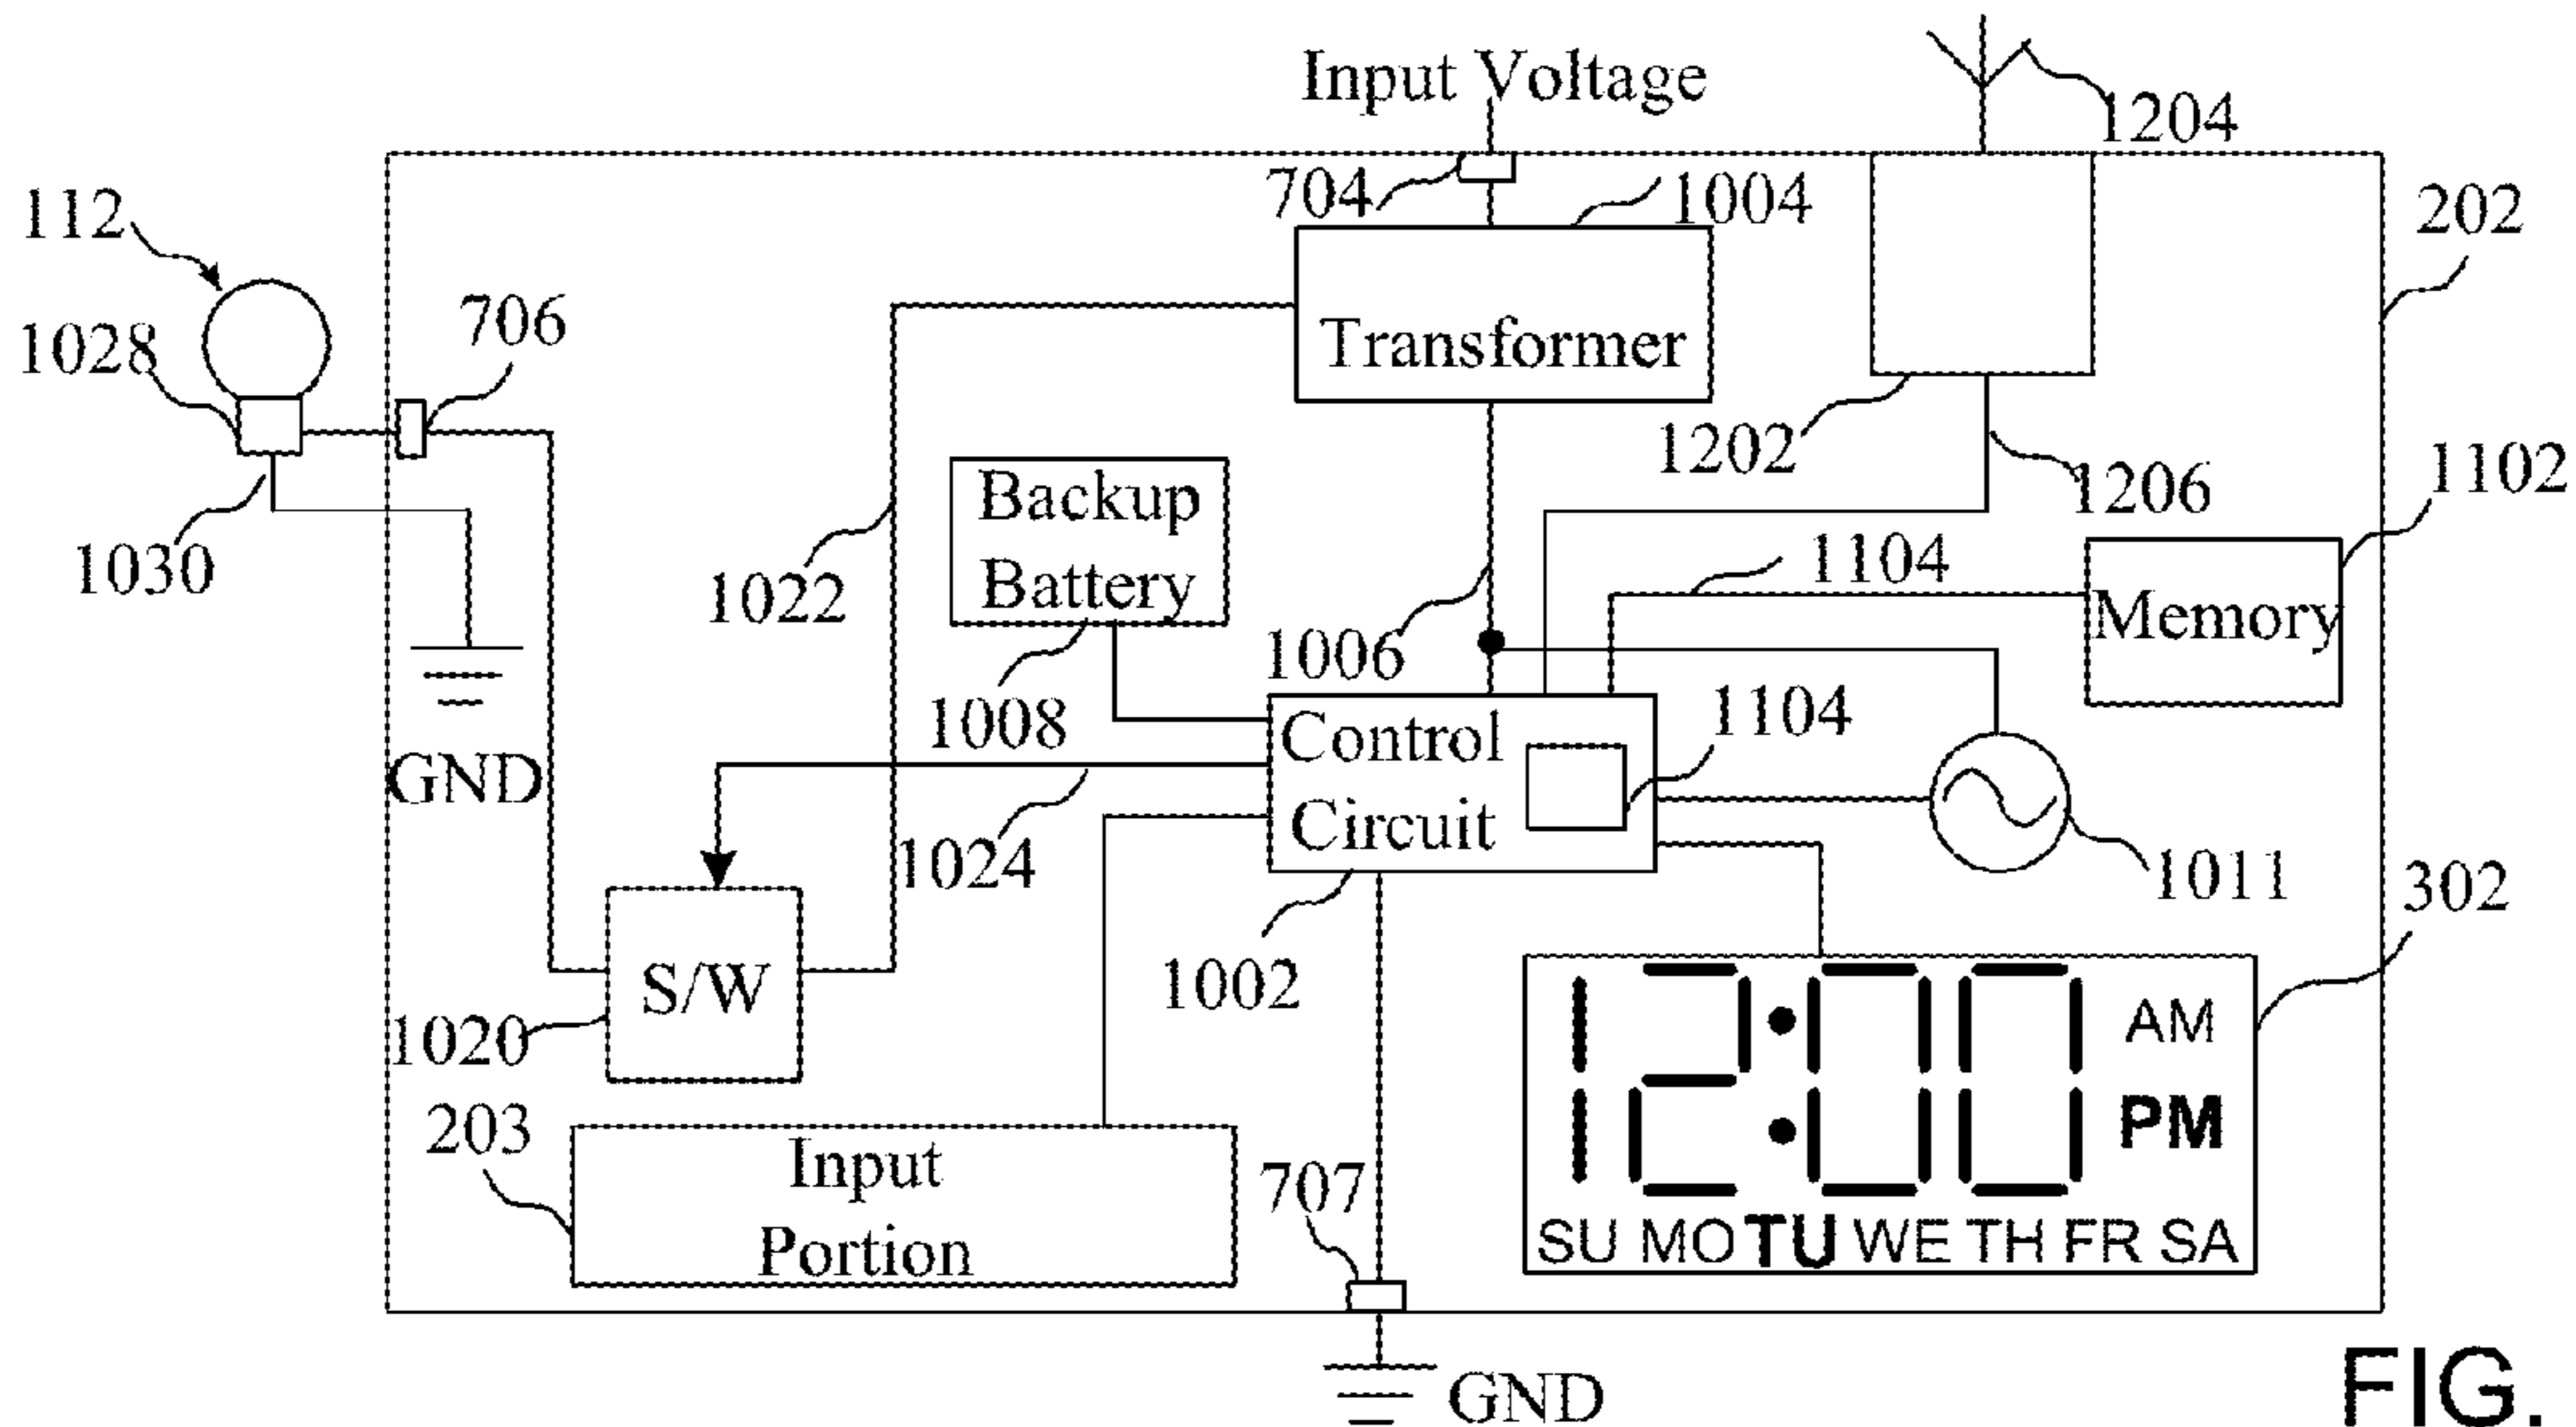 Input Voltage
1204
704
1004
202
112
706
1028
Transformer
1202
1206
1102
Backup
Battery
1030
1022
1104
Memory
1006
1008
Control
Circuit
1104
GND
1024
1011
302
1002
S/W
1020
12:00
AM
PM
203
Input
Portion
707
SU MO TU WE TH FR SA
GND
FIG.